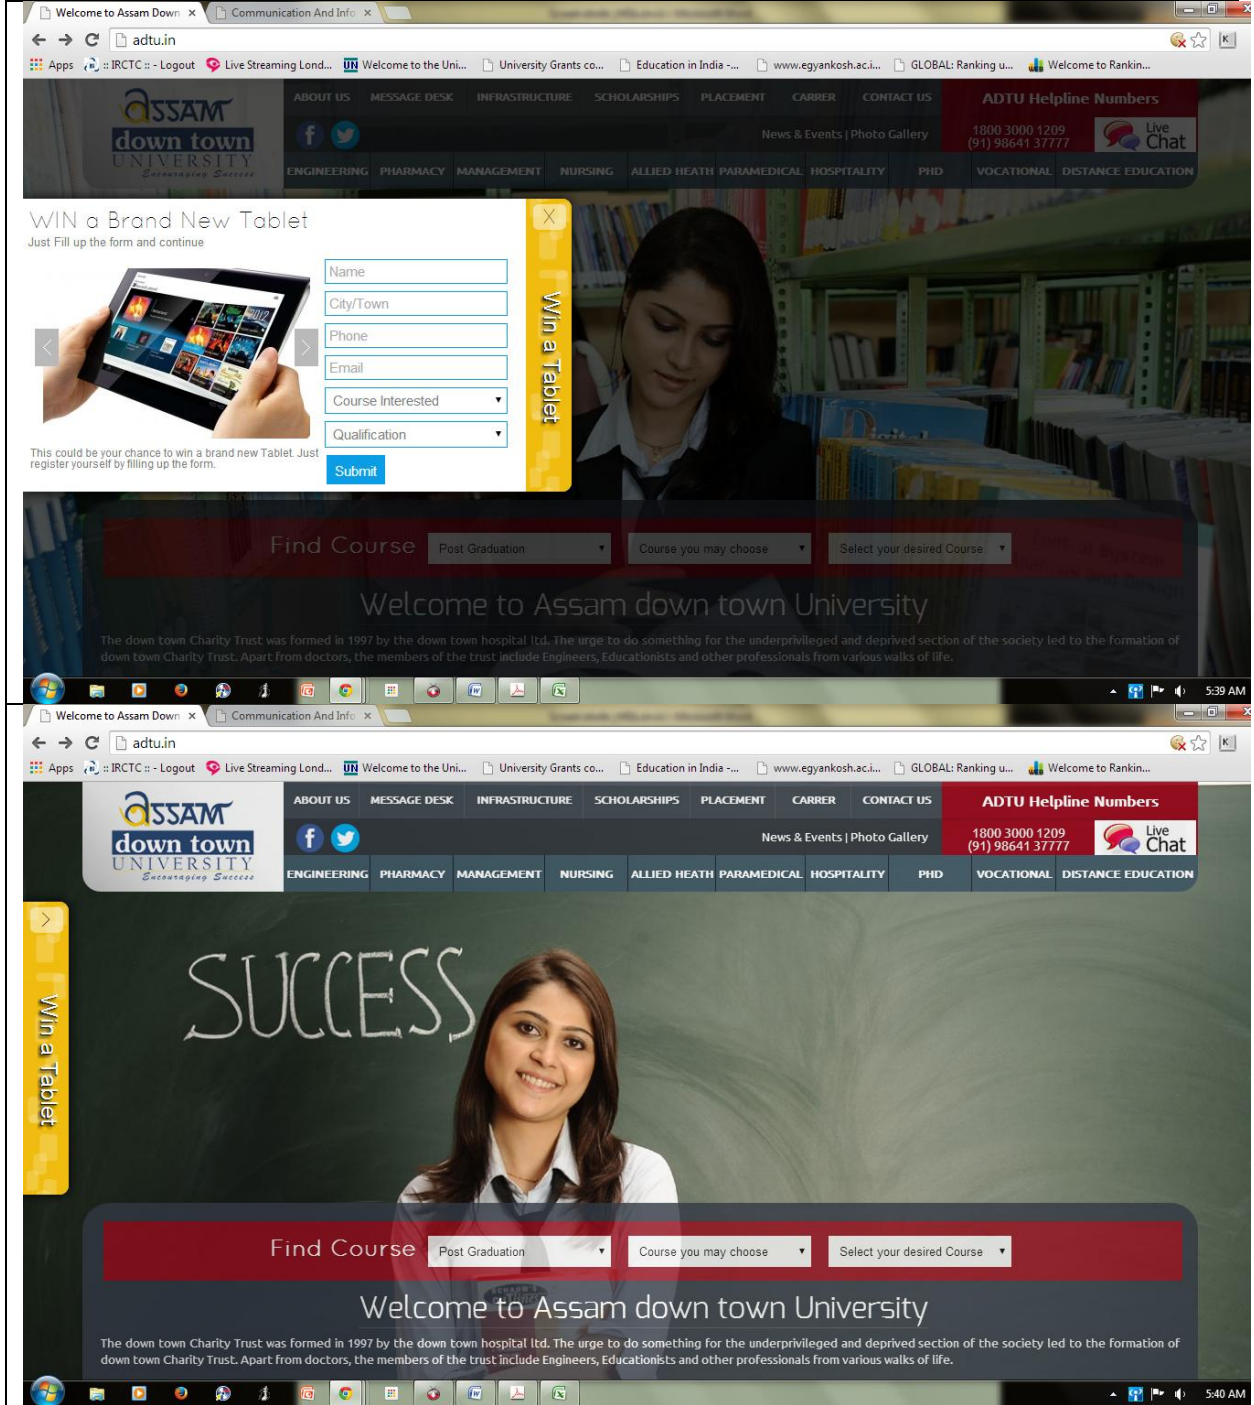 Welcome to Assam Down
Communication And Info
adtu.in
K
Apps
:: IRCTC :: - Logout
Live Streaming Lond...
UN Welcome to the Uni...
University Grants co...
Education in India -...
www.egyankosh.ac.i...
GLOBAL: Ranking u...
Welcome to Rankin...
ASSAM
down town
UNIVERSITY
Encouraging Success
ABOUT US MESSAGE DESK INFRASTRUCTURE SCHOLARSHIPS PLACEMENT CARRER CONTACT US
ADTU Helpline Numbers
News & Events | Photo Gallery
1800 3000 1209
(91) 98641 37777
Live
Chat
ENGINEERING PHARMACY MANAGEMENT NURSING ALLIED HEATH PARAMEDICAL HOSPITALITY PHD VOCATIONAL DISTANCE EDUCATION
WIN a Brand New Tablet
Just Fill up the form and continue
Name
City/Town
Phone
Email
Course Interested
Qualification
Submit
This could be your chance to win a brand new Tablet. Just
register yourself by filling up the form.
X
Win a Tablet
Find Course
Post Graduation
Course you may choose
Select your desired Course
Welcome to Assam down town University
The down town Charity Trust was formed in 1997 by the down town hospital ltd. The urge to do something for the underprivileged and deprived section of the society led to the formation of
down town Charity Trust. Apart from doctors, the members of the trust include Engineers, Educationists and other professionals from various walks of life.
5:39 AM
Welcome to Assam Down
Communication And Info
adtu.in
K
Apps
:: IRCTC :: - Logout
Live Streaming Lond...
UN Welcome to the Uni...
University Grants co...
Education in India -...
www.egyankosh.ac.i...
GLOBAL: Ranking u...
Welcome to Rankin...
ASSAM
down town
UNIVERSITY
Encouraging Success
ABOUT US MESSAGE DESK INFRASTRUCTURE SCHOLARSHIPS PLACEMENT CARRER CONTACT US
ADTU Helpline Numbers
News & Events | Photo Gallery
1800 3000 1209
(91) 98641 37777
Live
Chat
ENGINEERING PHARMACY MANAGEMENT NURSING ALLIED HEATH PARAMEDICAL HOSPITALITY PHD VOCATIONAL DISTANCE EDUCATION
SUCCESS
Win a Tablet
Find Course
Post Graduation
Course you may choose
Select your desired Course
Welcome to Assam down town University
The down town Charity Trust was formed in 1997 by the down town hospital ltd. The urge to do something for the underprivileged and deprived section of the society led to the formation of
down town Charity Trust. Apart from doctors, the members of the trust include Engineers, Educationists and other professionals from various walks of life.
5:40 AM